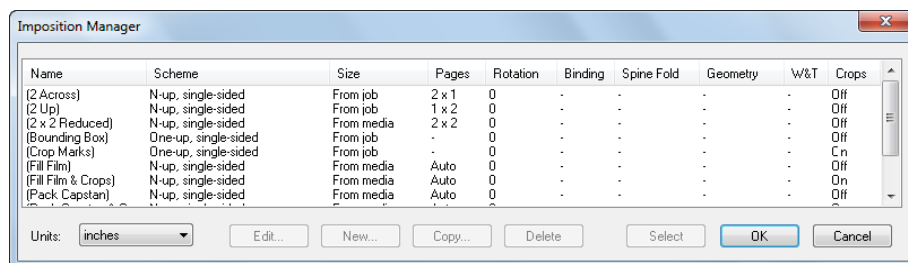 Imposition Manager
Name Scheme Size Pages Rotation Binding Spine Fold Geometry W&T Crops
(2 Across) N-up, single-sided From job 2 x 1 0 - - - - Off
(2 Up) N-up, single-sided From job 1 x 2 0 - - - - Off
(2 x 2 Reduced) N-up, single-sided From media 2 x 2 0 - - - - Off
(Bounding Box) One-up, single-sided From job - 0 - - - - Off
(Crop Marks) One-up, single-sided From job - 0 - - - - Cn
(Fill Film) N-up, single-sided From media Auto 0 - - - - Off
(Fill Film & Crops) N-up, single-sided From media Auto 0 - - - - On
(Pack Capstan) N-up, single-sided From media Auto 0 - - - - Off
Units: inches Edit... New... Copy... Delete Select OK Cancel